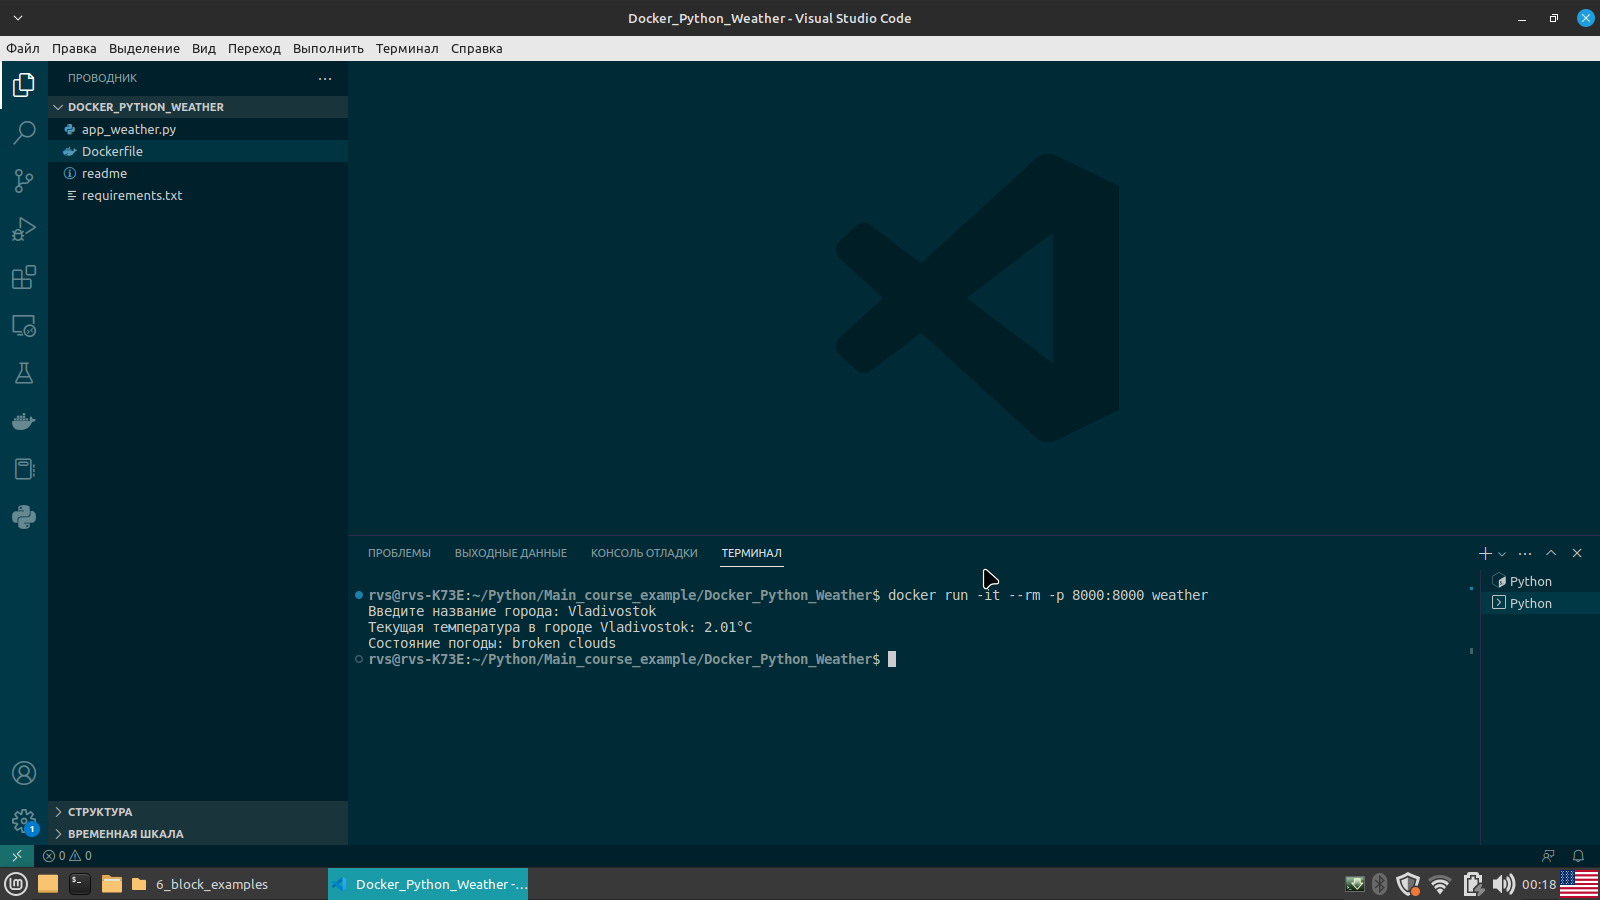 Docker_Python_Weather - Visual Studio Code
Файл Правка Выделение Вид Переход Выполнить Терминал Справка
ПРОВОДНИК
DOCKER_PYTHON_WEATHER
app_weather.py
Dockerfile
readme
requirements.txt
ПРОБЛЕМЫ ВЫХОДНЫЕ ДАННЫЕ КОНСОЛЬ ОТЛАДКИ ТЕРМИНАЛ
rvs@rvs-K73E:~/Python/Main_course_example/Docker_Python_Weather$ docker run -it --rm -p 8000:8000 weather
Введите название города: Vladivostok
Текущая температура в городе Vladivostok: 2.01°C
Состояние погоды: broken clouds
rvs@rvs-K73E:~/Python/Main_course_example/Docker_Python_Weather$
Python
Python
СТРУКТУРА
1
ВРЕМЕННАЯ ШКАЛА
0 0
6_block_examples
Docker_Python_Weather -...
00:18